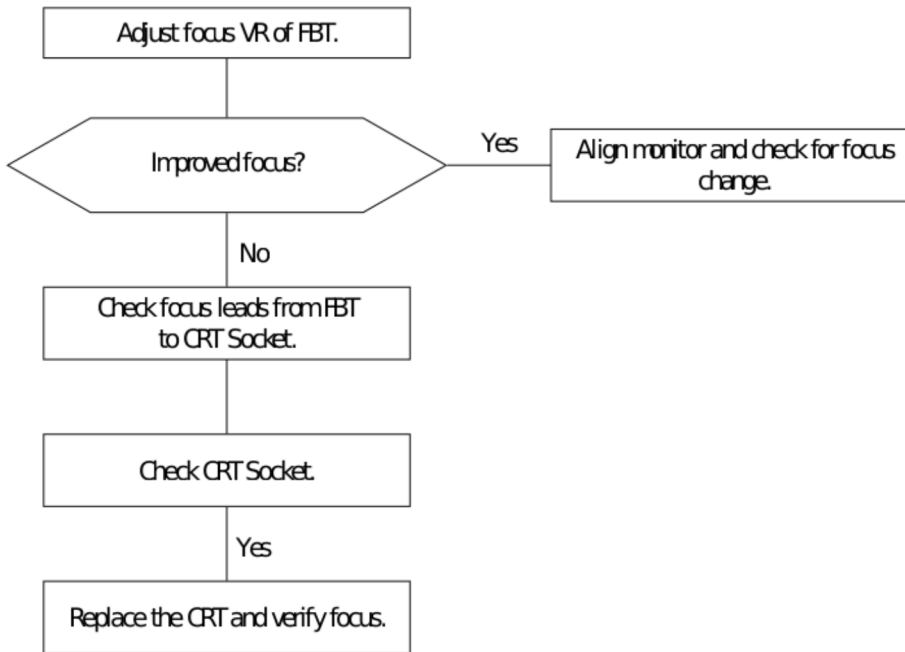 Adjust focus VR of FBT.
Improved focus?
Yes
Align monitor and check for focus
change.
No
Check focus leads from FBT
to CRT Socket.
Check CRT Socket.
Yes
Replace the CRT and verify focus.